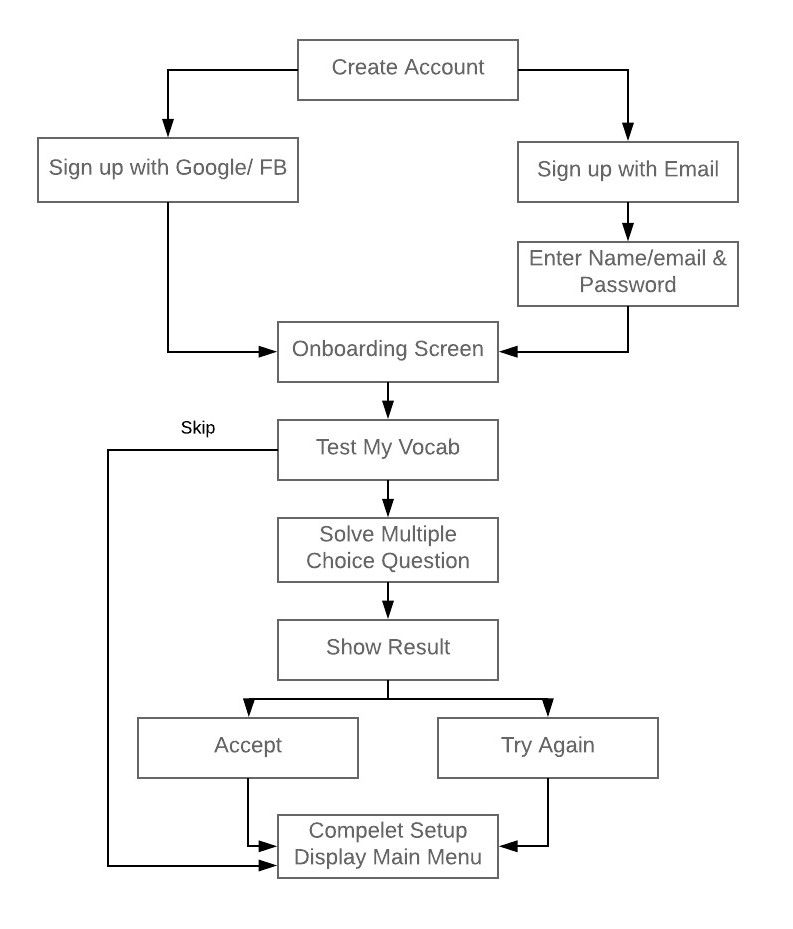 Create Account
Sign up with Google/ FB
Sign up with Email
Enter Name/email &
Password
Onboarding Screen
Skip
Test My Vocab
Solve Multiple
Choice Question
Show Result
Accept
Try Again
Compelet Setup
Display Main Menu